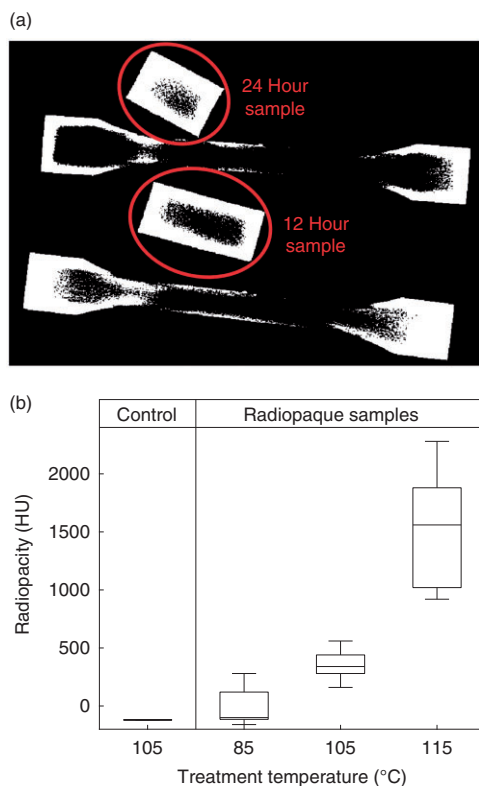 (a)
24 Hour
sample
12 Hour
sample
(b)
Control
Radiopaque samples
Radiopacity (HU)
2000
1500
1000
500
0
105
85
105
115
Treatment temperature (°C)